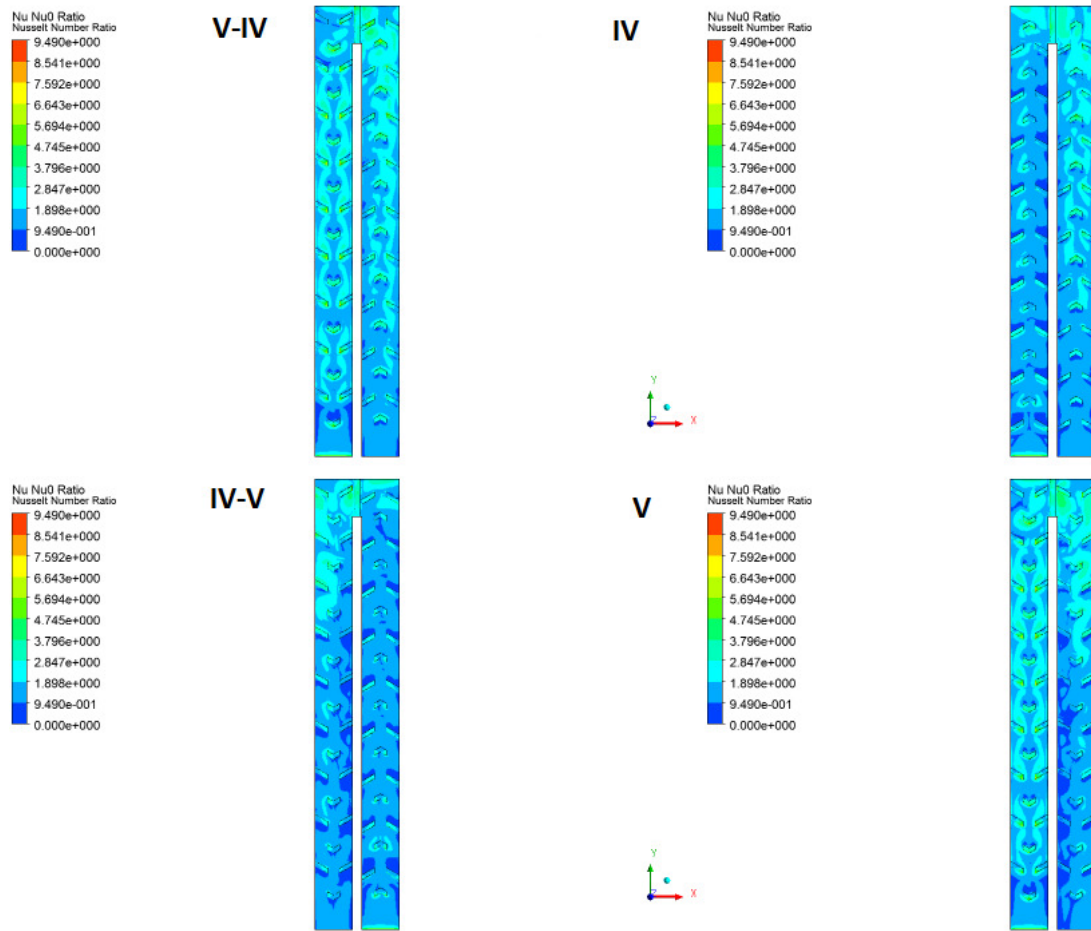 Nu Nu0 Ratio
Nusselt Number Ratio
9.490e+000
8.541e+000
7.592e+000
6.643e+000
5.694e+000
4.745e+000
3.796e+000
2.847e+000
1.898e+000
9.490e-001
0.000e+000
V-IV
IV
Nu Nu0 Ratio
Nusselt Number Ratio
9.490e+000
8.541e+000
7.592e+000
6.643e+000
5.694e+000
4.745e+000
3.796e+000
2.847e+000
1.898e+000
9.490e-001
0.000e+000
Y
Z
X
Nu Nu0 Ratio
Nusselt Number Ratio
9.490e+000
8.541e+000
7.592e+000
6.643e+000
5.694e+000
4.745e+000
3.796e+000
2.847e+000
1.898e+000
9.490e-001
0.000e+000
IV-V
V
Nu Nu0 Ratio
Nusselt Number Ratio
9.490e+000
8.541e+000
7.592e+000
6.643e+000
5.694e+000
4.745e+000
3.796e+000
2.847e+000
1.898e+000
9.490e-001
0.000e+000
Y
Z
X